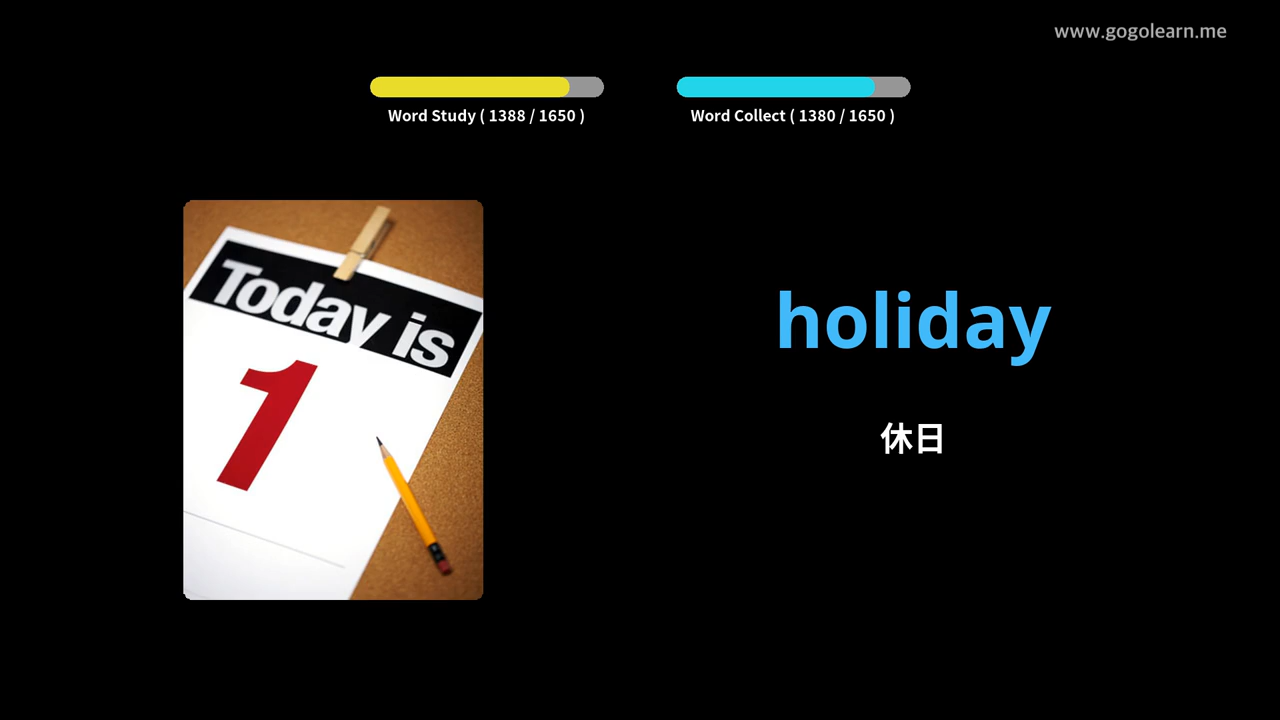 www.gogolearn.me
Word Study ( 1388 / 1650 )
Word Collect ( 1380 / 1650 )
Today is
1
holiday
休日